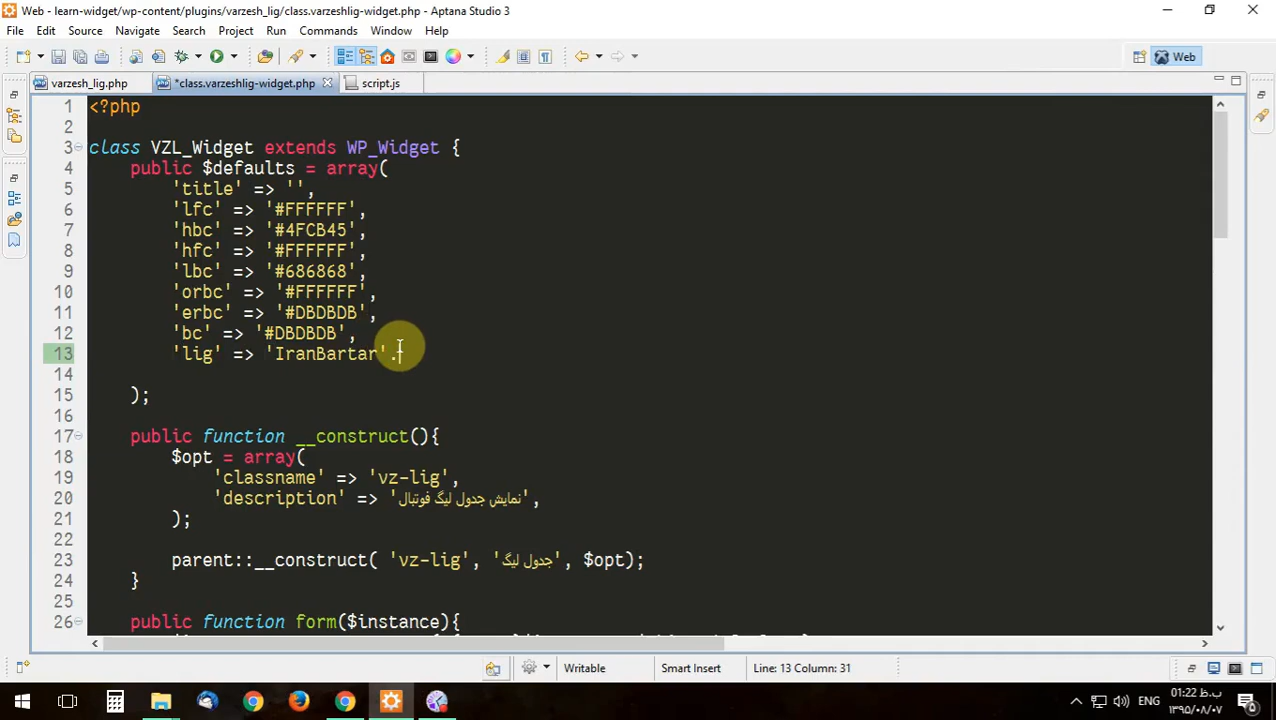 Web - learn-widget/wp-content/plugins/varzesh_lig/class.varzeshlig-widget.php - Aptana Studio 3
File Edit Source Navigate Search Project Run Commands Window Help
Web
varzesh_lig.php *class.varzeshlig-widget.php script.js
1 <?php
2
3 class VZL_Widget extends WP_Widget {
4 public $defaults = array(
5 'title' => '',
6 'lfc' => '#FFFFFF',
7 'hbc' => '#4FCB45',
8 'hfc' => '#FFFFFF',
9 'lbc' => '#686868',
10 'orbc' => '#FFFFFF',
11 'erbc' => '#DBDBDB',
12 'bc' => '#DBDBDB',
13 'lig' => 'IranBartar'.
14
15 );
16
17 public function __construct(){
18 $opt = array(
19 'classname' => 'vz-lig',
20 'description' => 'نمایش جدول لیگ فوتبال',
21 );
22
23 parent::__construct( 'vz-lig', 'جدول لیگ', $opt);
24 }
25
26 public function form($instance){
Writable Smart Insert Line: 13 Column: 31
ENG 01:22 ب.ظ
۱۳۹۵/۰۸/۰۷